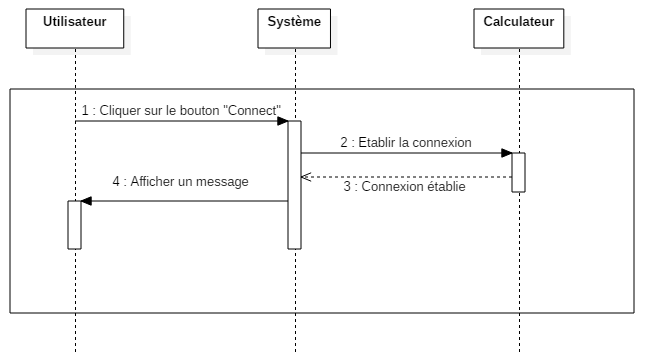 Utilisateur
Système
Calculateur
1 : Cliquer sur le bouton "Connect"
2 : Etablir la connexion
4 : Afficher un message
3 : Connexion établie